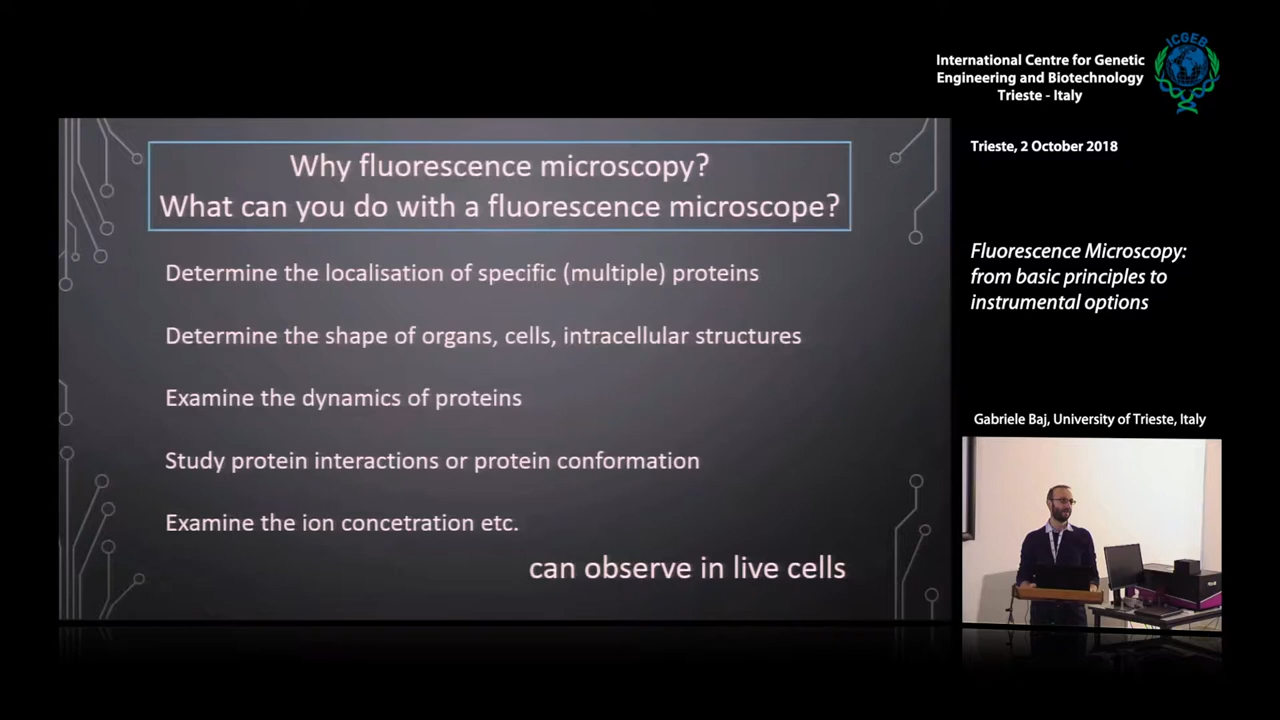 International Centre for Genetic
Engineering and Biotechnology
Trieste - Italy
ICGEB
Trieste, 2 October 2018
Why fluorescence microscopy?
What can you do with a fluorescence microscope?
Determine the localisation of specific (multiple) proteins
Determine the shape of organs, cells, intracellular structures
Examine the dynamics of proteins
Study protein interactions or protein conformation
Examine the ion concetration etc.
can observe in live cells
Fluorescence Microscopy:
from basic principles to
instrumental options
Gabriele Baj, University of Trieste, Italy